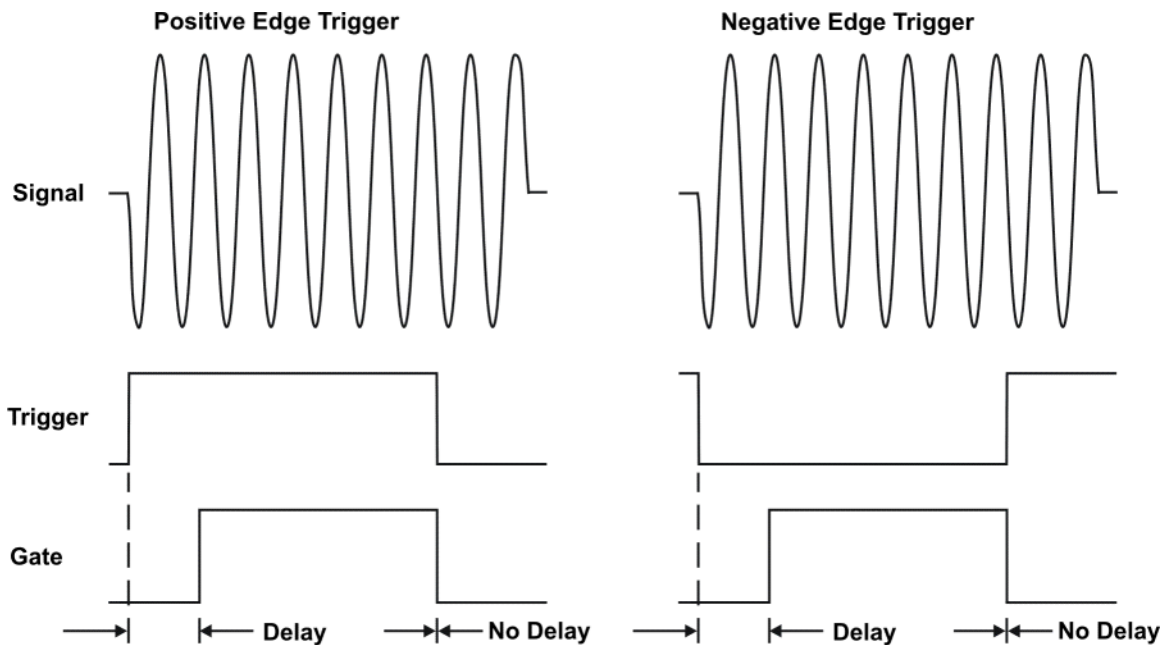 Positive Edge Trigger
Negative Edge Trigger
Signal
Trigger
Gate
Delay
No Delay
Delay
No Delay